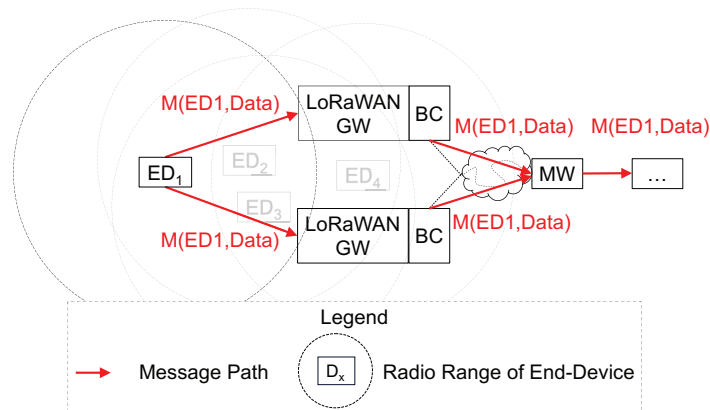 M(ED1,Data)
LoRaWAN
GW
BC
M(ED1,Data)
M(ED1,Data)
ED₁
ED₂
ED₃
ED₄
MW
...
M(ED1,Data)
LoRaWAN
GW
BC
M(ED1,Data)
Legend
Message Path
Dₓ
Radio Range of End-Device